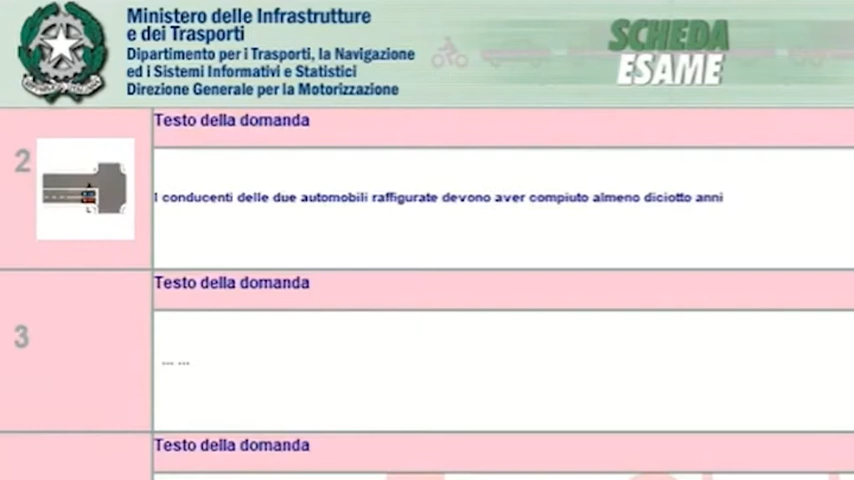 Ministero delle Infrastrutture
e dei Trasporti
Dipartimento per i Trasporti, la Navigazione
ed i Sistemi Informativi e Statistici
Direzione Generale per la Motorizzazione
SCHEDA
ESAME
Testo della domanda
2
I conducenti delle due automobili raffigurate devono aver compiuto almeno diciotto anni
Testo della domanda
3
... ...
Testo della domanda